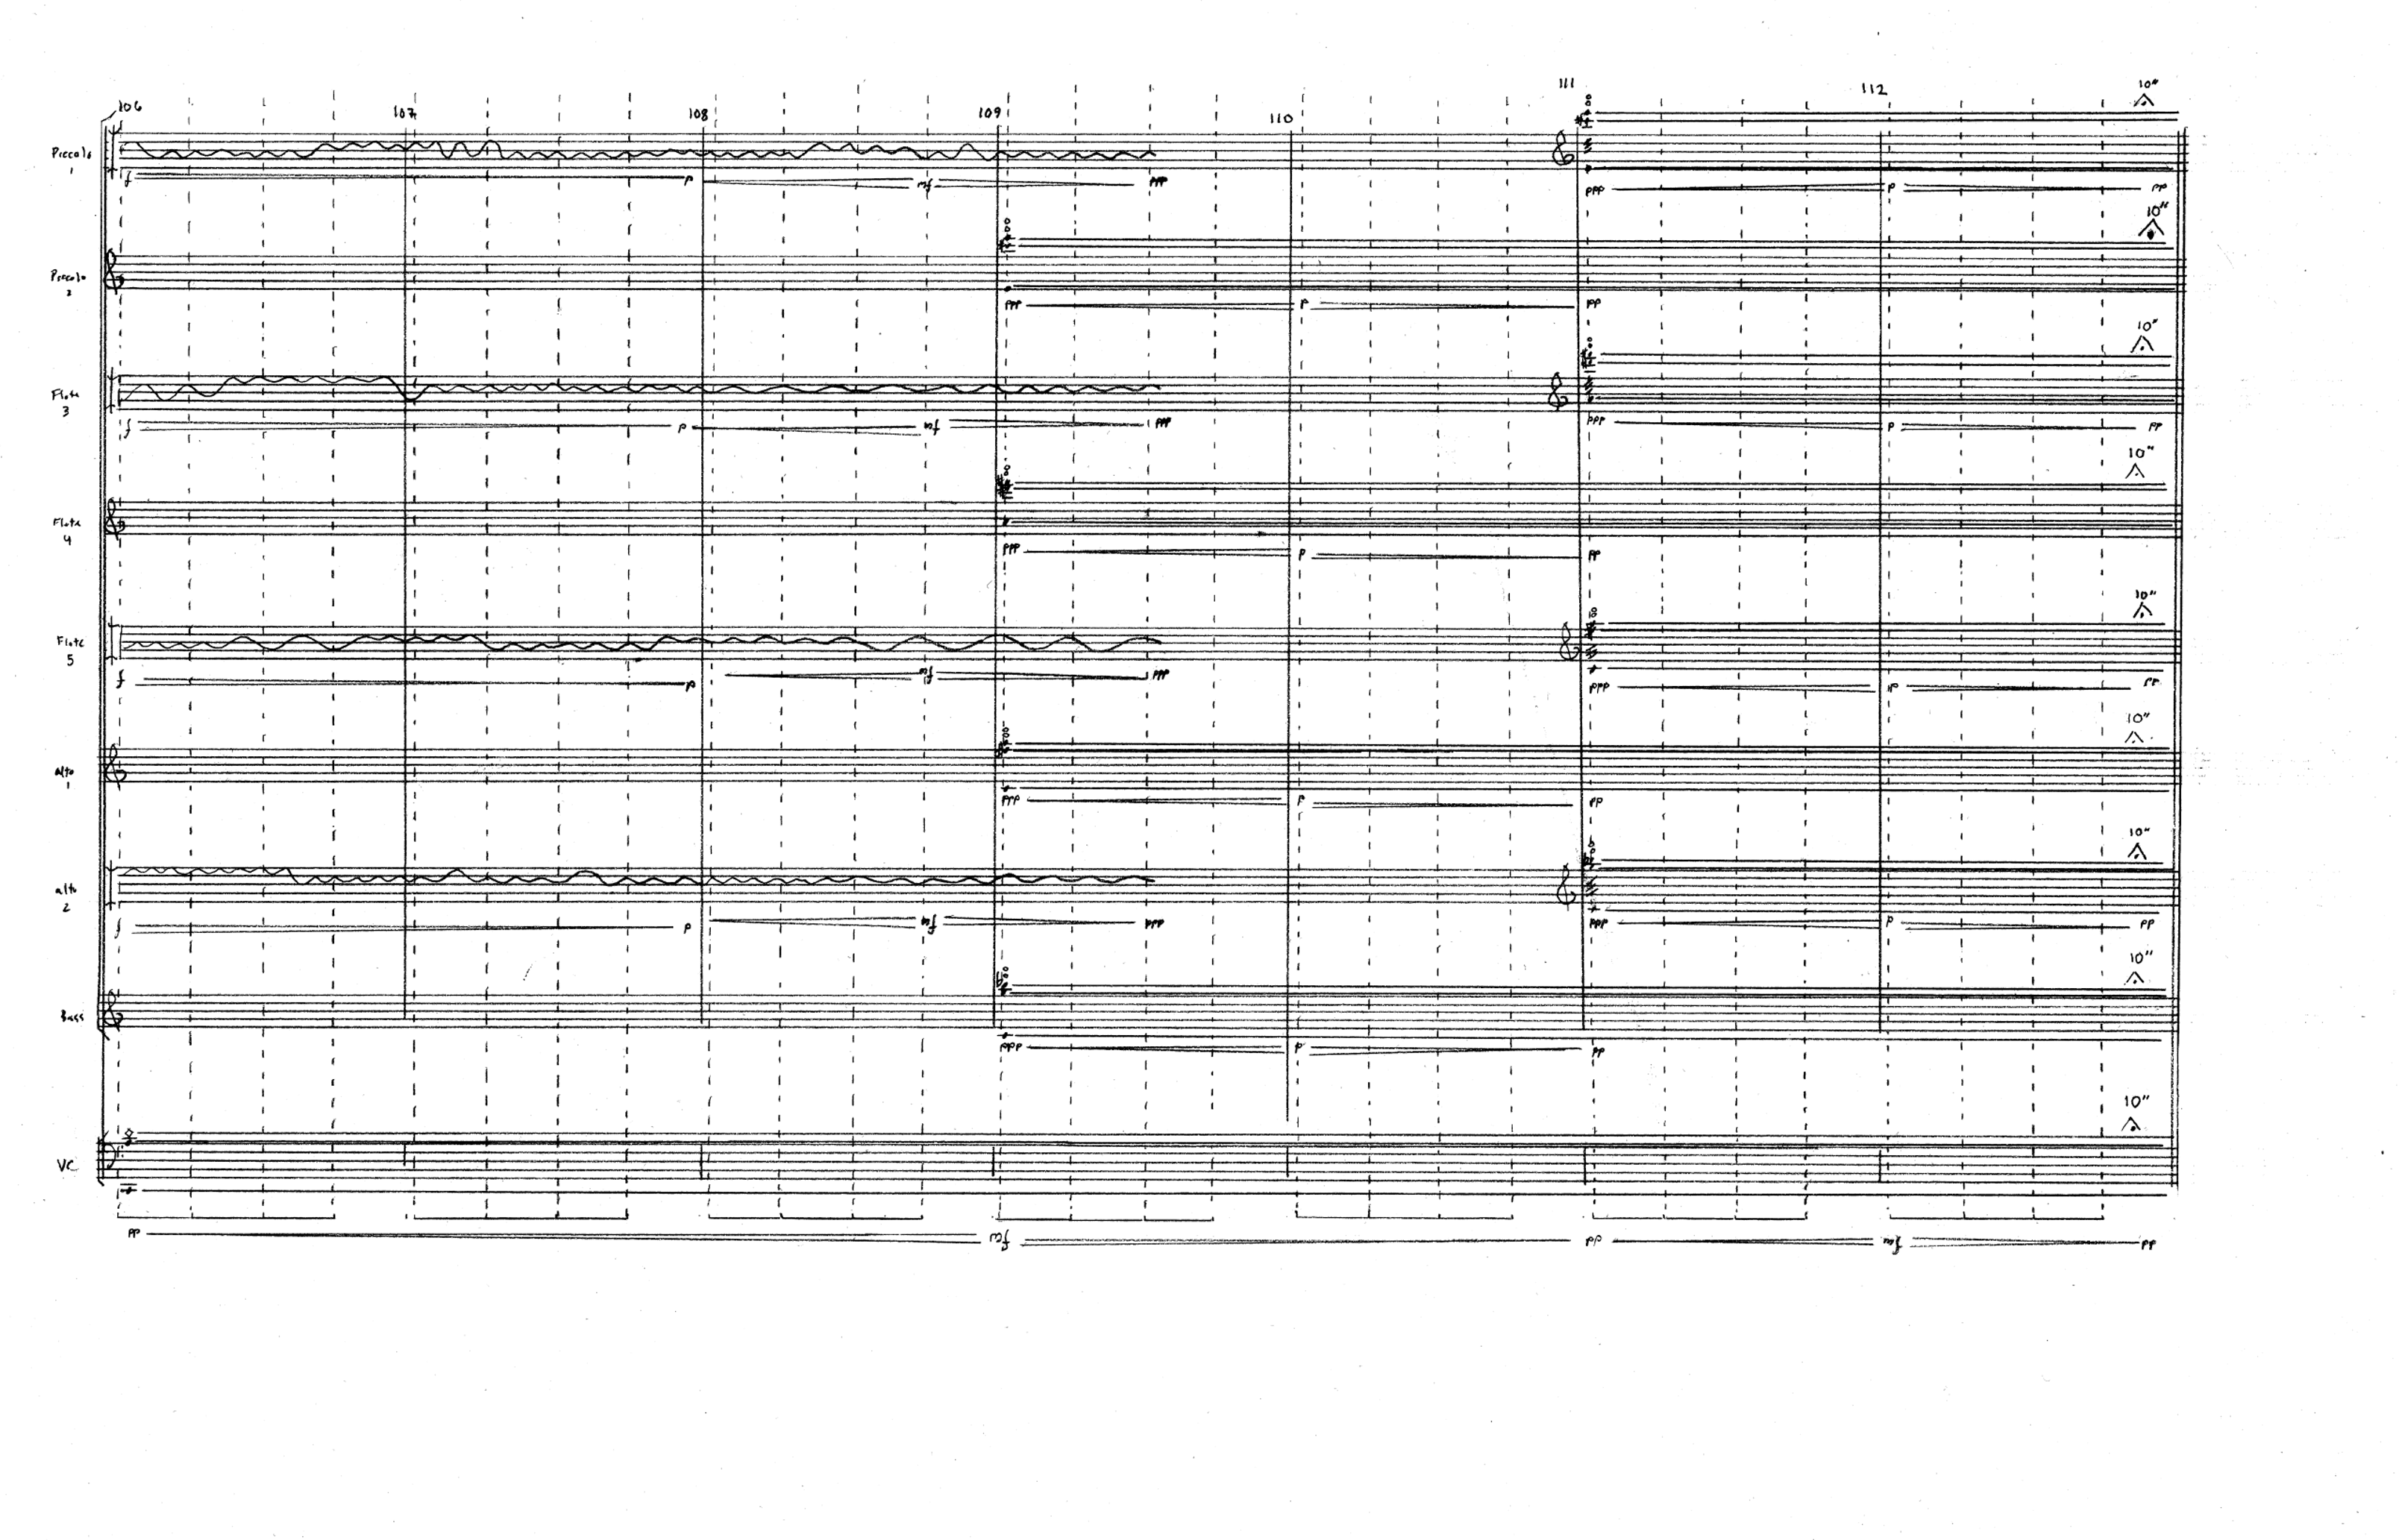 106 107 108 109 110 111 112
10"
Piccolo 1
f p mf ppp ppp p pp
10"
Piccolo 2
ppp p pp
10"
Flute 3
f p mf ppp ppp p pp
10"
Flute 4
ppp p pp
10"
Flute 5
f p mf ppp ppp p pp
10"
alto 1
ppp p pp
10"
alto 2
f p mf ppp ppp p pp
10"
Bass
ppp p pp
10"
VC
pp mf pp mf pp